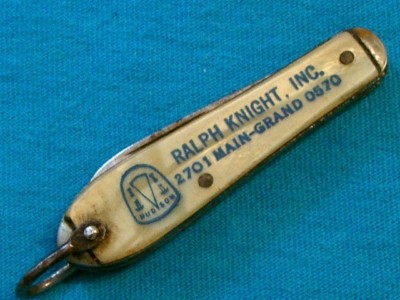 RALPH KNIGHT, INC.
2701 MAIN-GRAND 0570
HUDSON